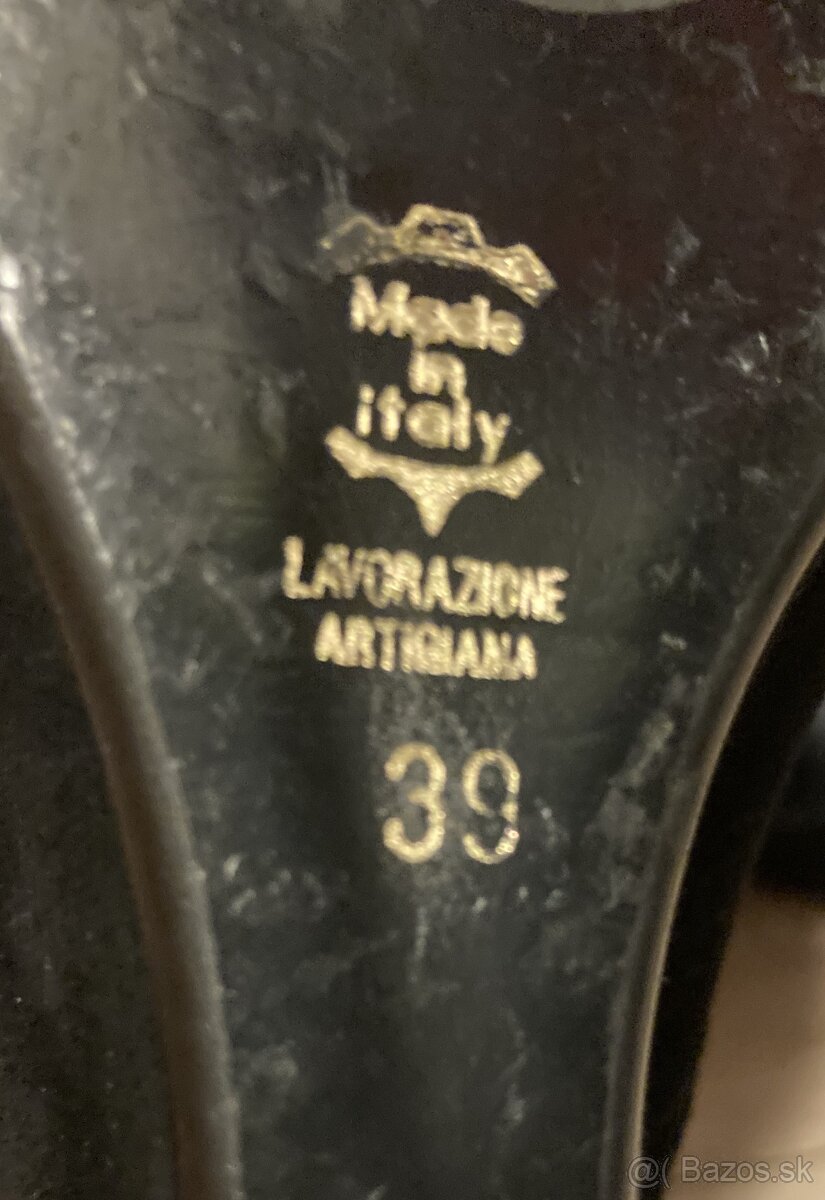 Made
in
italy
LAVORAZIONE
ARTIGIANA
39
@( Bazos.sk